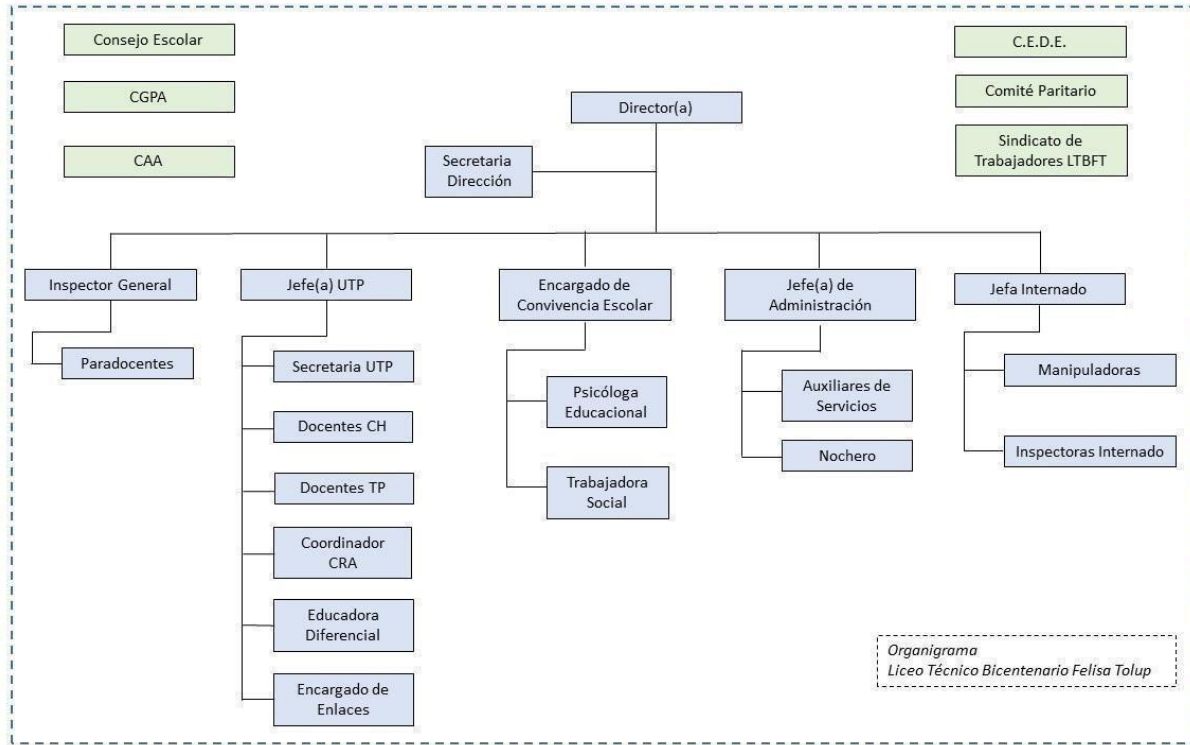 Consejo Escolar
CGPA
CAA
C.E.D.E.
Comité Paritario
Sindicato de
Trabajadores LTBFT
Director(a)
Secretaria
Dirección
Inspector General
Paradocentes
Jefe(a) UTP
Secretaria UTP
Docentes CH
Docentes TP
Coordinador
CRA
Educadora
Diferencial
Encargado de
Enlaces
Encargado de
Convivencia Escolar
Psicóloga
Educacional
Trabajadora
Social
Jefe(a) de
Administración
Auxiliares de
Servicios
Nochero
Jefa Internado
Manipuladoras
Inspectoras Internado
Organigrama
Liceo Técnico Bicentenario Felisa Tolup